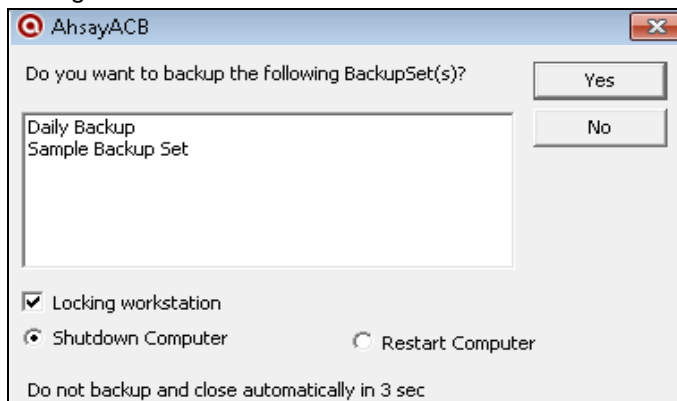 AhsayACB
Do you want to backup the following BackupSet(s)?
Yes
No
Daily Backup
Sample Backup Set
Locking workstation
Shutdown Computer
Restart Computer
Do not backup and close automatically in 3 sec